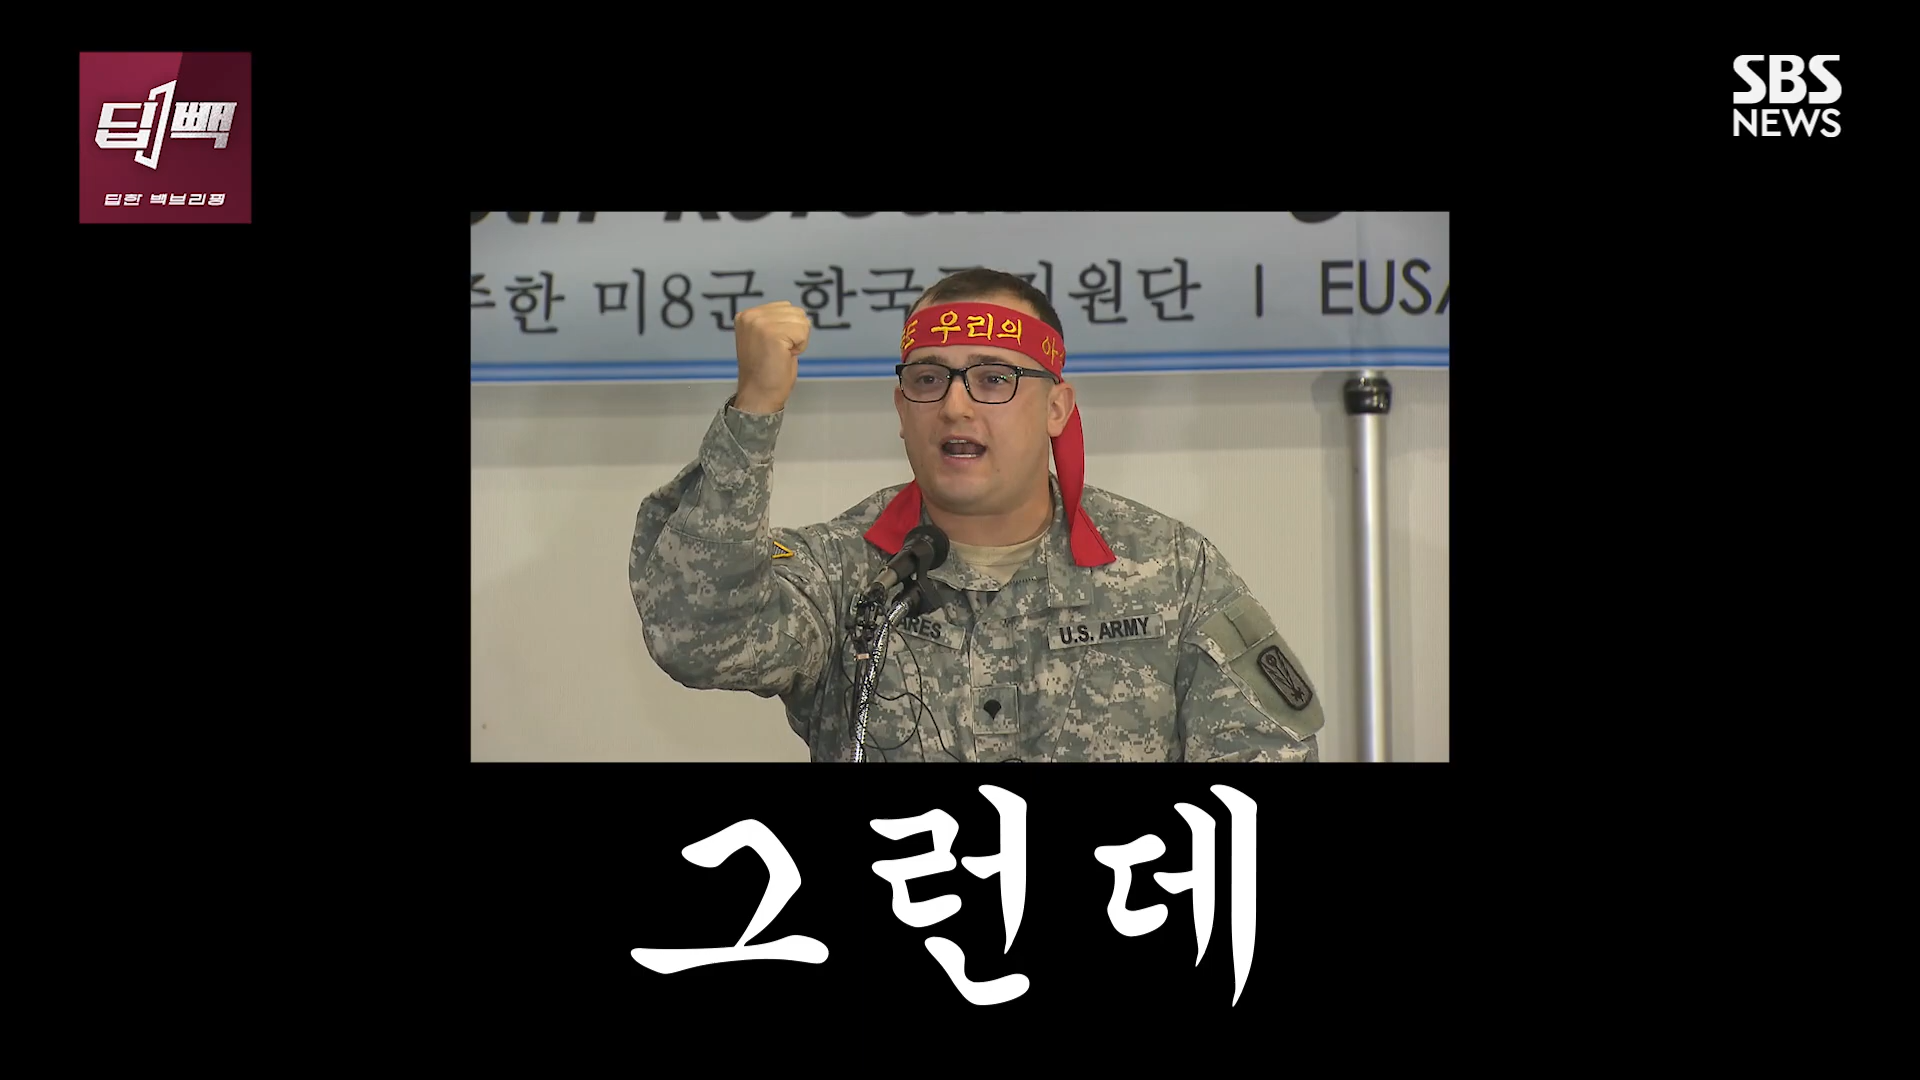 딥빽
딥한 백브리핑
SBS
NEWS
주한 미8군 한국군지원단 | EUSA
우리의
ARES
U.S. ARMY
그런데